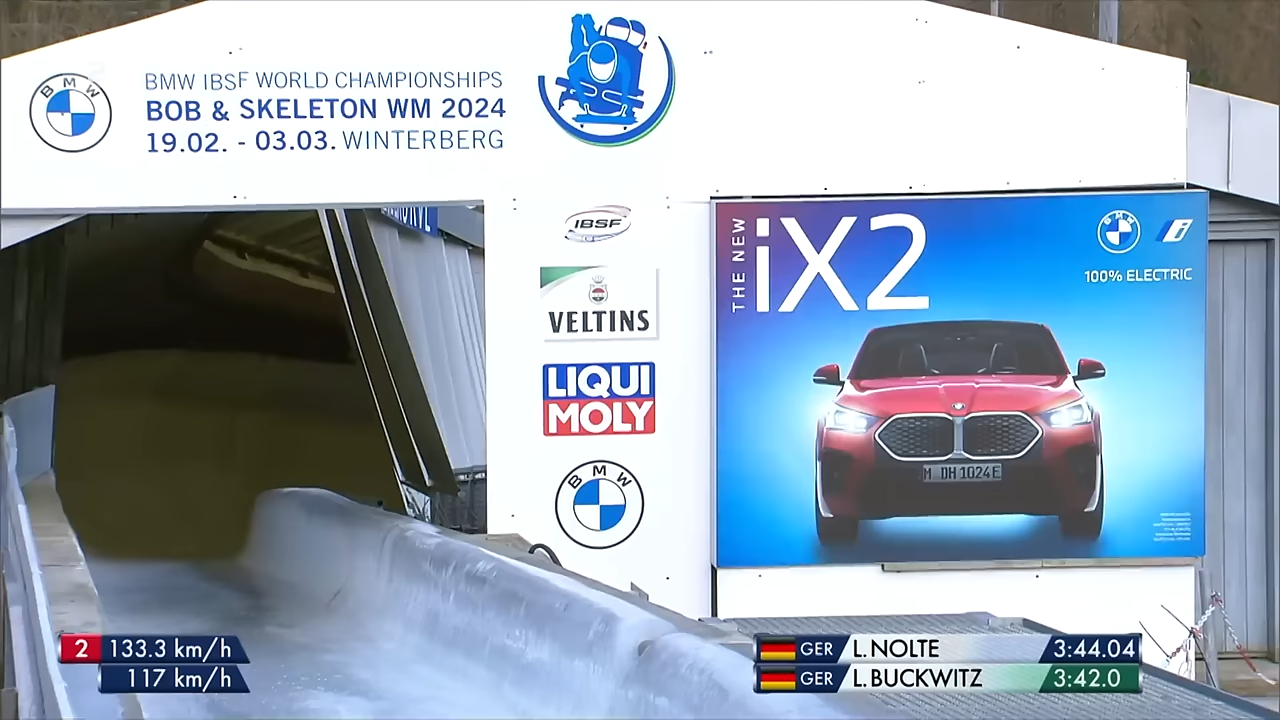 BMW
BMW IBSF WORLD CHAMPIONSHIPS
BOB & SKELETON WM 2024
19.02. - 03.03. WINTERBERG
IBSF
VELTINS
LIQUI
MOLY
BMW
THE NEW
iX2
BMW
i
100% ELECTRIC
M DH 1024E
2 133.3 km/h
117 km/h
GER L.NOLTE 3:44.04
GER L.BUCKWITZ 3:42.0